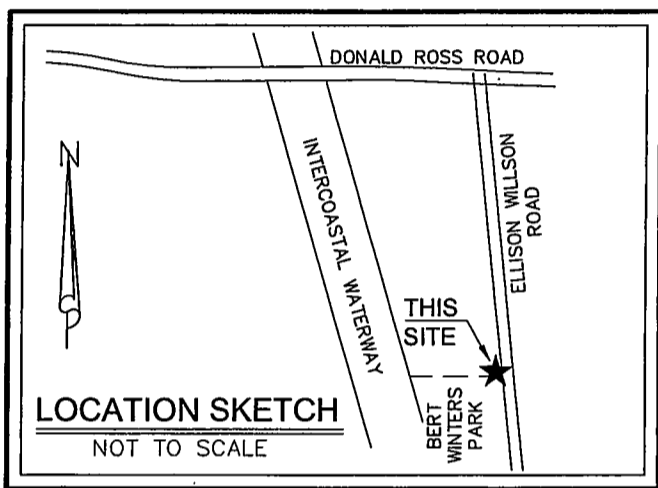 DONALD ROSS ROAD
N
INTERCOASTAL WATERWAY
ELLISON WILLSON
ROAD
THIS
SITE
BERT
WINTERS
PARK
LOCATION SKETCH
NOT TO SCALE